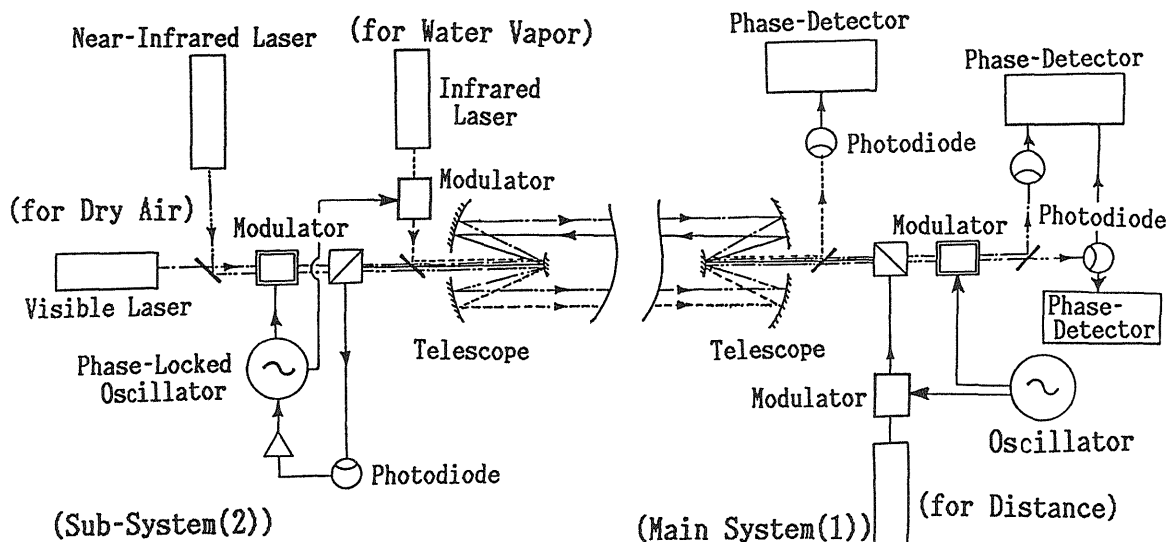 Near-Infrared Laser
(for Water Vapor)
Infrared
Laser
Modulator
(for Dry Air)
Modulator
Visible Laser
Phase-Locked
Oscillator
Photodiode
Telescope
(Sub-System(2))
Phase-Detector
Phase-Detector
Photodiode
Modulator
Photodiode
Phase-
Detector
Telescope
Modulator
Oscillator
(for Distance)
(Main System(1))